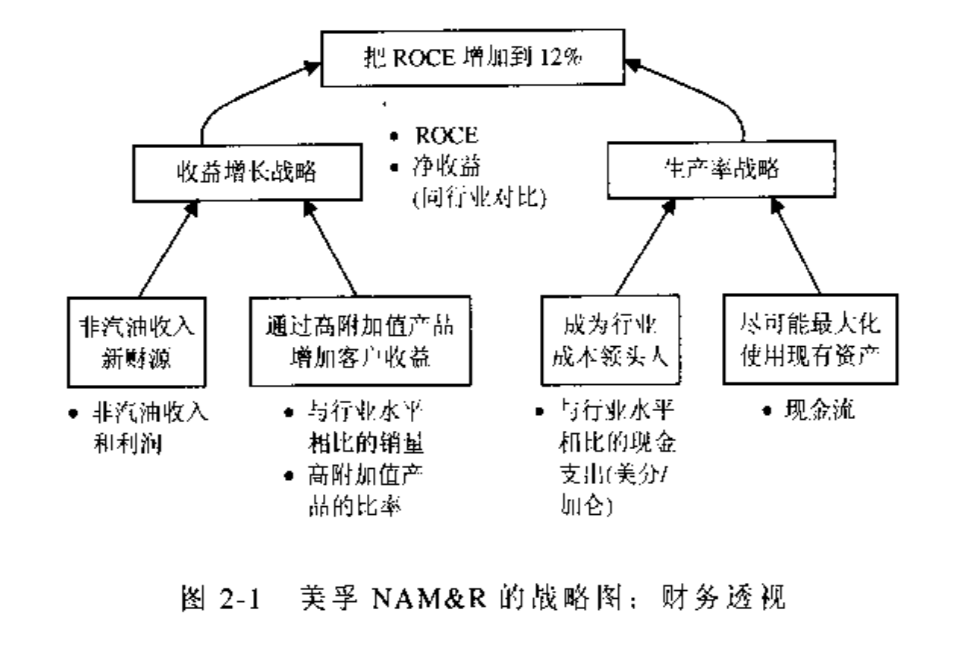 把 ROCE 增加到 12%
• ROCE
• 净收益
(同行业对比)
收益增长战略
生产率战略
非汽油收入
新财源
• 非汽油收入
和利润
通过高附加值产品
增加客户收益
• 与行业水平
相比的销量
• 高附加值产
品的比率
成为行业
成本领头人
• 与行业水平
相比的现金
支出(美分/
加仑)
尽可能最大化
使用现有资产
• 现金流
图 2-1 美孚 NAM&R 的战略图：财务透视